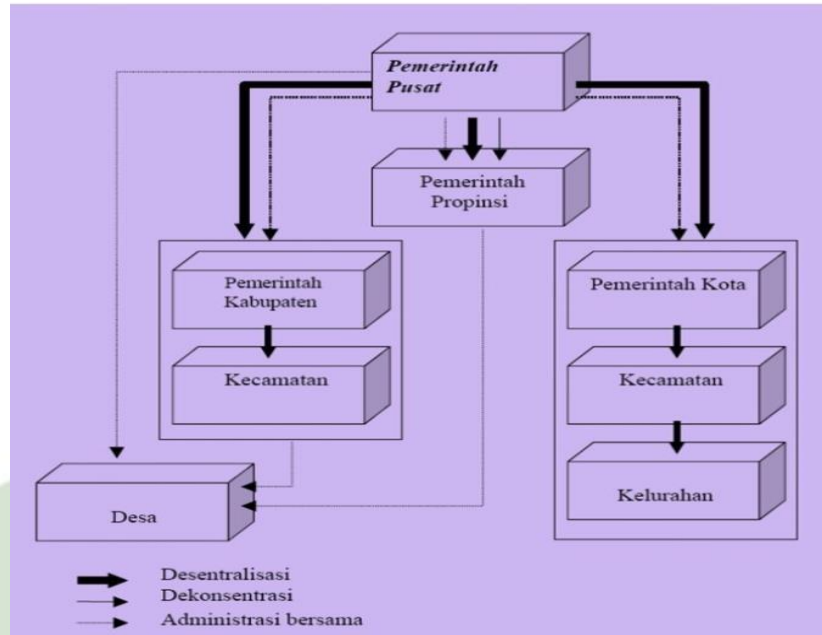 Pemerintah
Pusat
Pemerintah
Propinsi
Pemerintah
Kabupaten
Kecamatan
Pemerintah Kota
Kecamatan
Kelurahan
Desa
Desentralisasi
Dekonsentrasi
Administrasi bersama